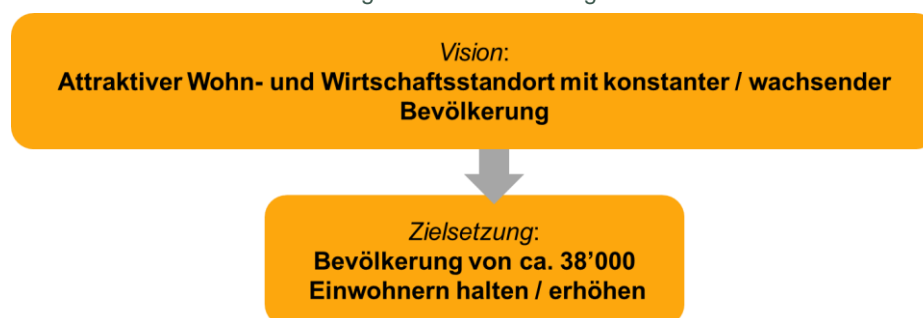 Vision:
Attraktiver Wohn- und Wirtschaftsstandort mit konstanter / wachsender
Bevölkerung
Zielsetzung:
Bevölkerung von ca. 38’000
Einwohnern halten / erhöhen